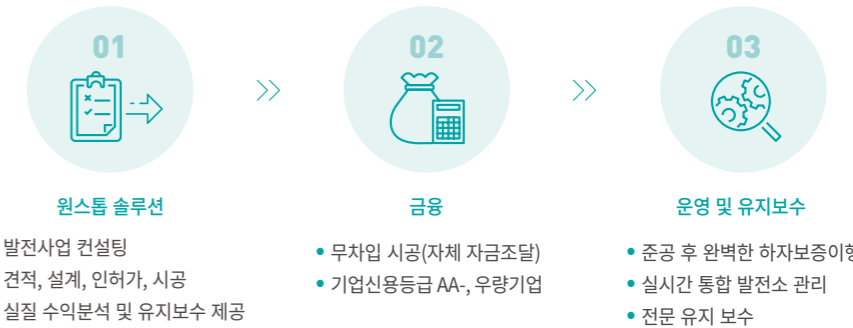 01
02
03
원스톱 솔루션
발전사업 컨설팅
견적, 설계, 인허가, 시공
실질 수익분석 및 유지보수 제공
금융
• 무차입 시공(자체 자금조달)
• 기업신용등급 AA-, 우량기업
운영 및 유지보수
• 준공 후 완벽한 하자보증이행
• 실시간 통합 발전소 관리
• 전문 유지 보수